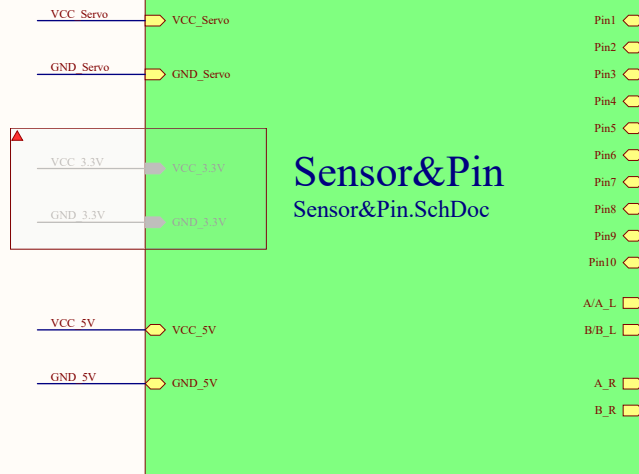 VCC_Servo
VCC_Servo
GND_Servo
GND_Servo
VCC_3.3V
VCC_3.3V
GND_3.3V
GND_3.3V
VCC_5V
VCC_5V
GND_5V
GND_5V
Sensor&Pin
Sensor&Pin.SchDoc
Pin1
Pin2
Pin3
Pin4
Pin5
Pin6
Pin7
Pin8
Pin9
Pin10
A/A_L
B/B_L
A_R
B_R